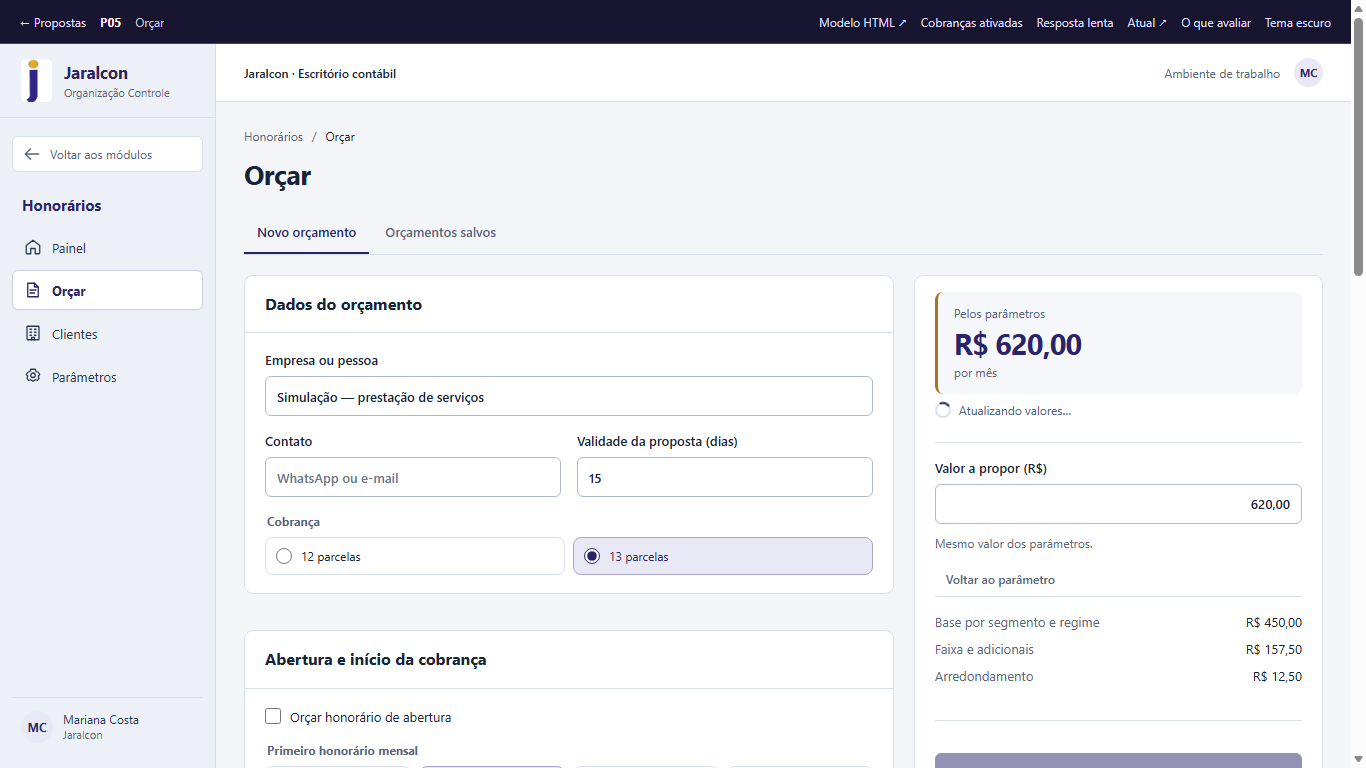 ← Propostas P05 Orçar
Modelo HTML ↗ Cobranças ativadas Resposta lenta Atual ↗ O que avaliar Tema escuro
Jaralcon
Organização Controle
Voltar aos módulos
Honorários
Painel
Orçar
Clientes
Parâmetros
MC
Mariana Costa
Jaralcon
Jaralcon · Escritório contábil
Ambiente de trabalho MC
Honorários / Orçar
Orçar
Novo orçamento Orçamentos salvos
Dados do orçamento
Empresa ou pessoa
Simulação — prestação de serviços
Contato Validade da proposta (dias)
WhatsApp ou e-mail 15
Cobrança
12 parcelas 13 parcelas
Abertura e início da cobrança
Orçar honorário de abertura
Primeiro honorário mensal
Pelos parâmetros
R$ 620,00
por mês
Atualizando valores...
Valor a propor (R$)
620,00
Mesmo valor dos parâmetros.
Voltar ao parâmetro
Base por segmento e regime R$ 450,00
Faixa e adicionais R$ 157,50
Arredondamento R$ 12,50